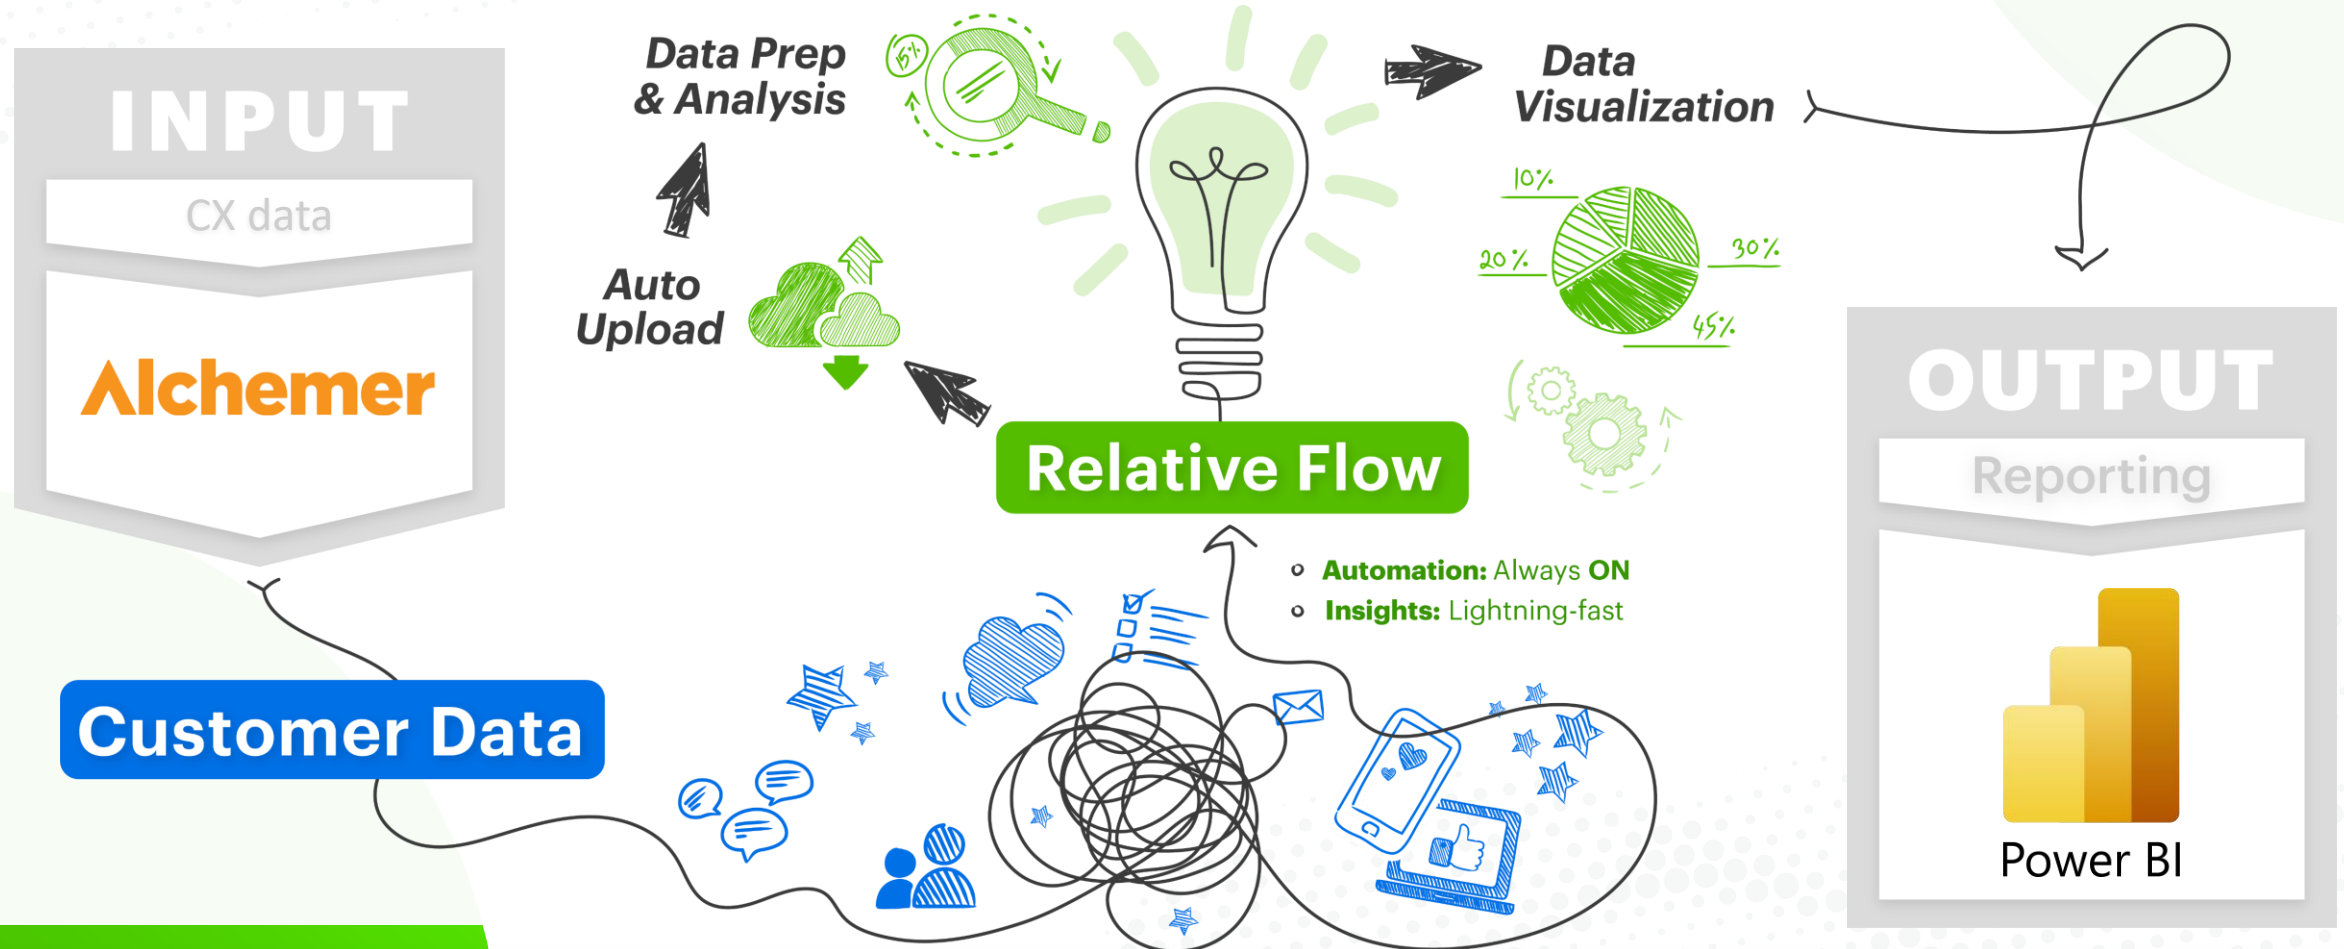 INPUT
CX data
Alchemer
Customer Data
Data Prep
& Analysis
15%
Auto
Upload
Relative Flow
Automation: Always ON
Insights: Lightning-fast
Data
Visualization
10%
20%
30%
45%
OUTPUT
Reporting
Power BI